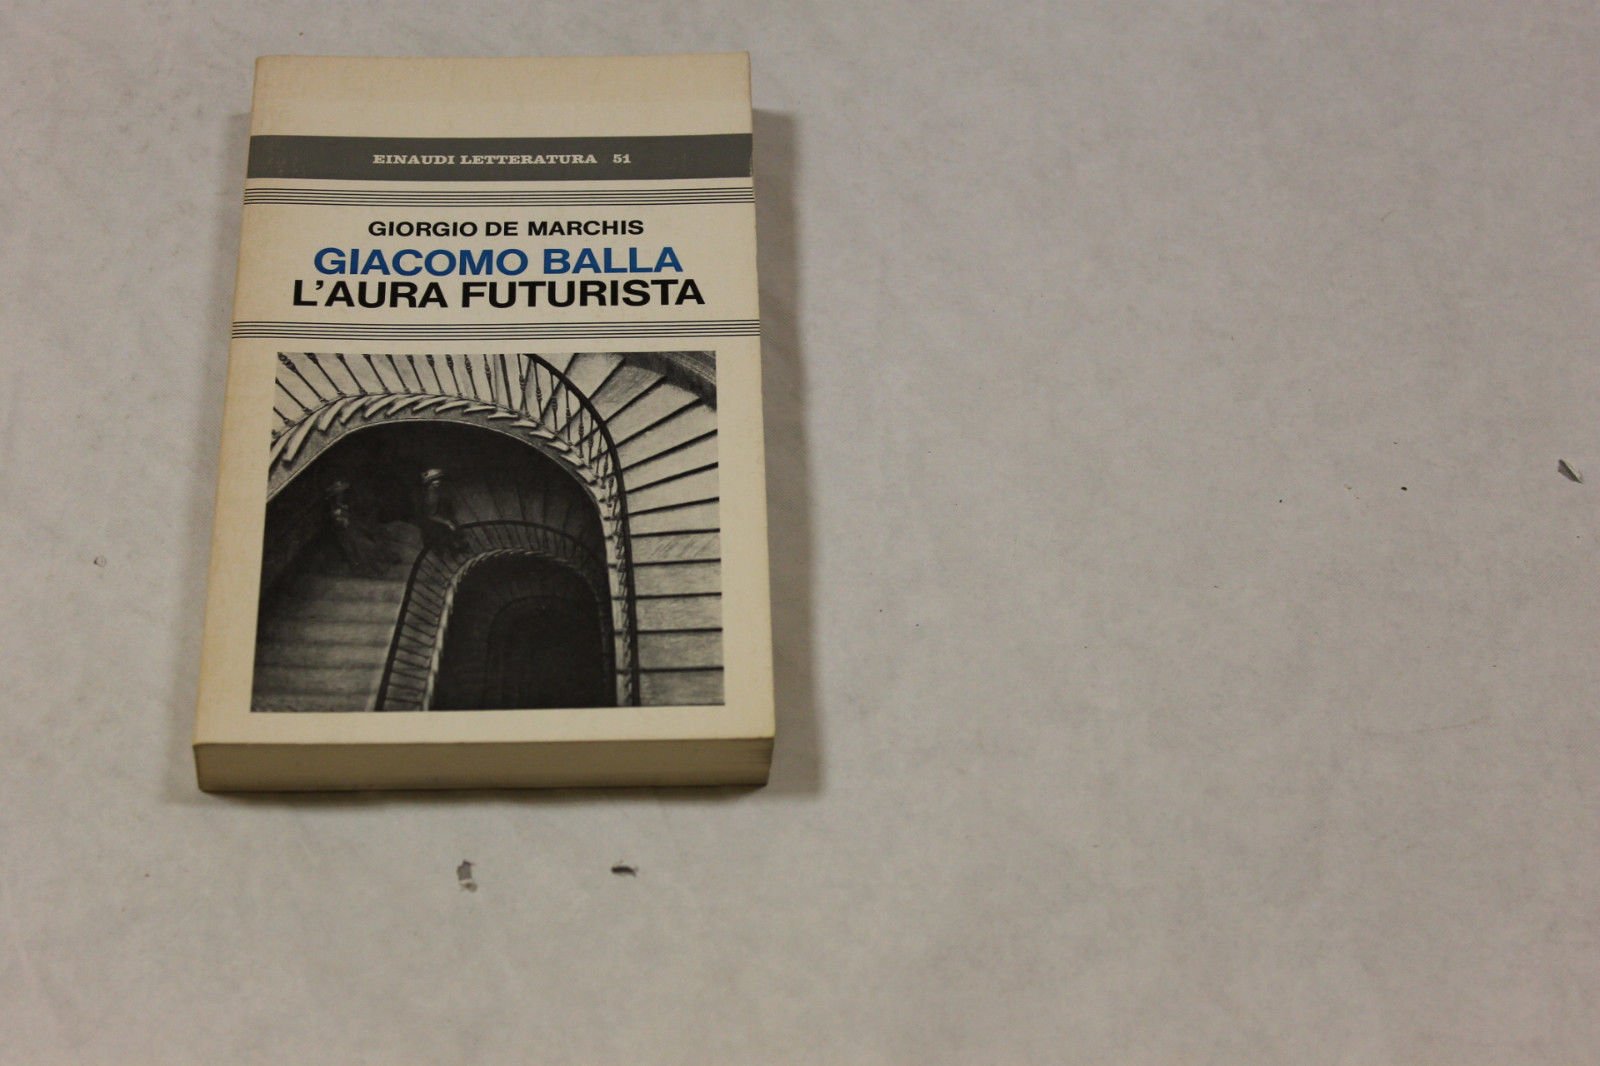 EINAUDI LETTERATURA 51
GIORGIO DE MARCHIS
GIACOMO BALLA
L'AURA FUTURISTA